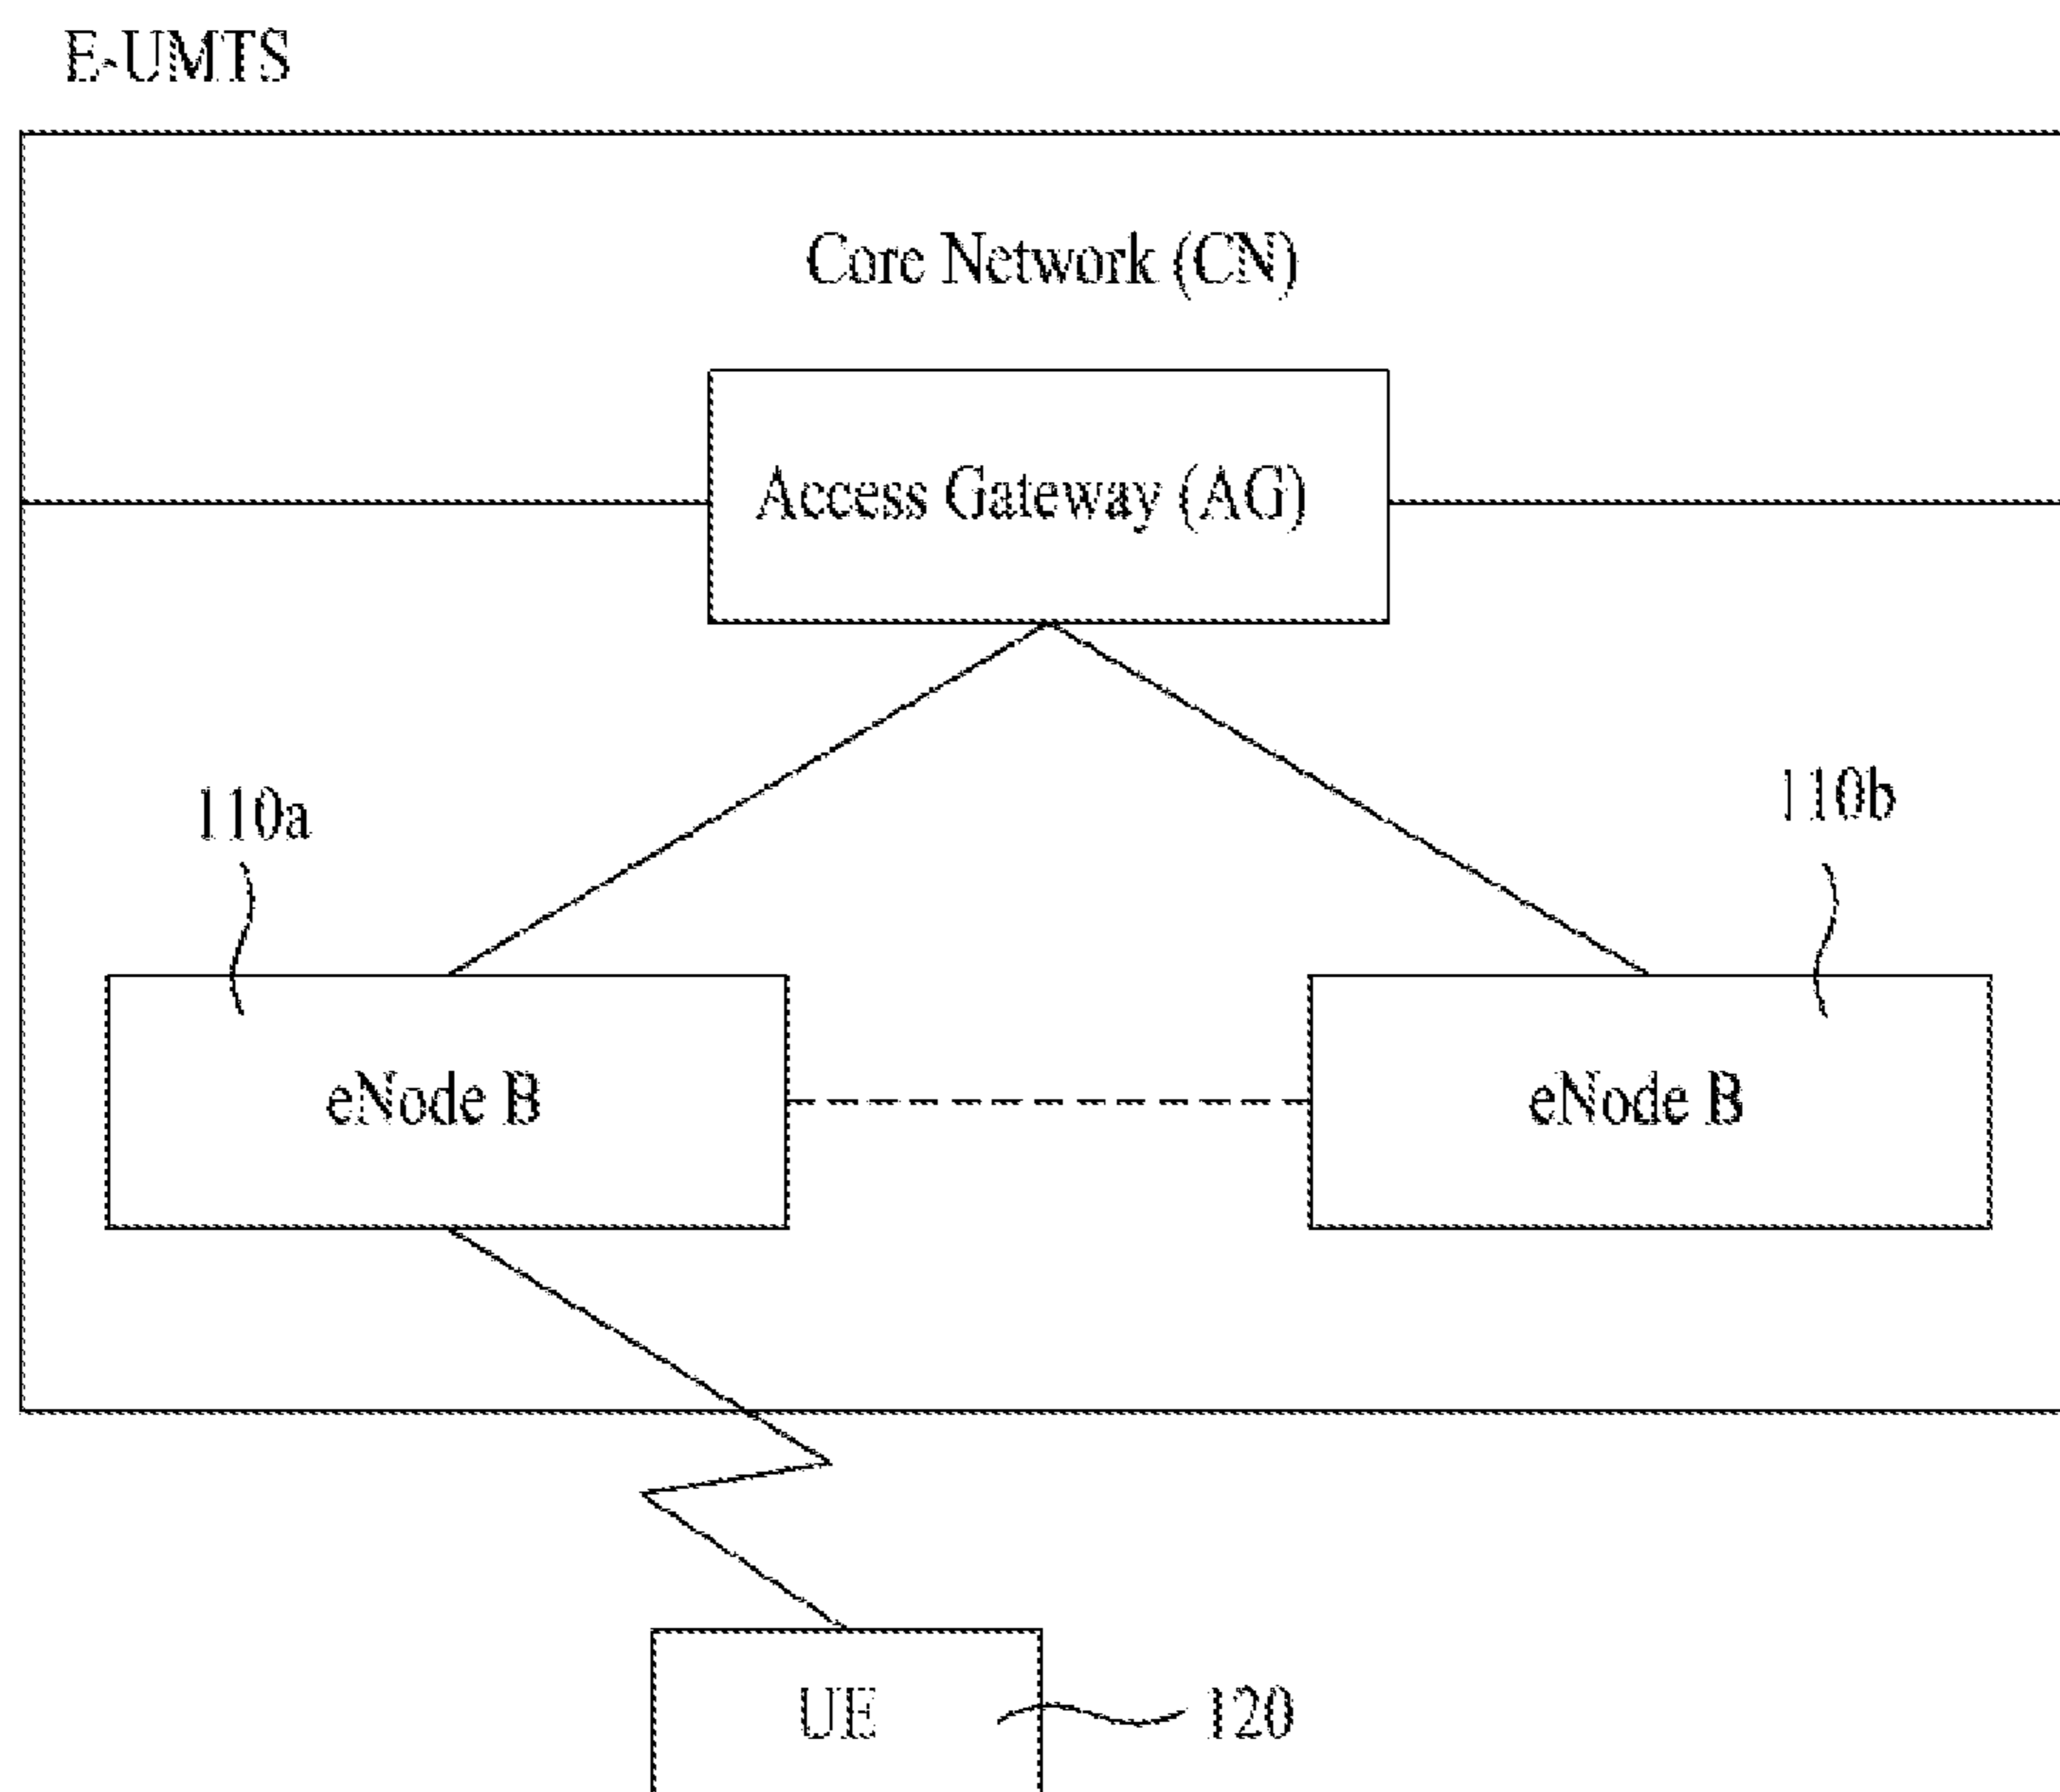 E-UMTS
Core Network (CN)
Access Gateway (AG)
110a
110b
eNode B
eNode B
UE
120